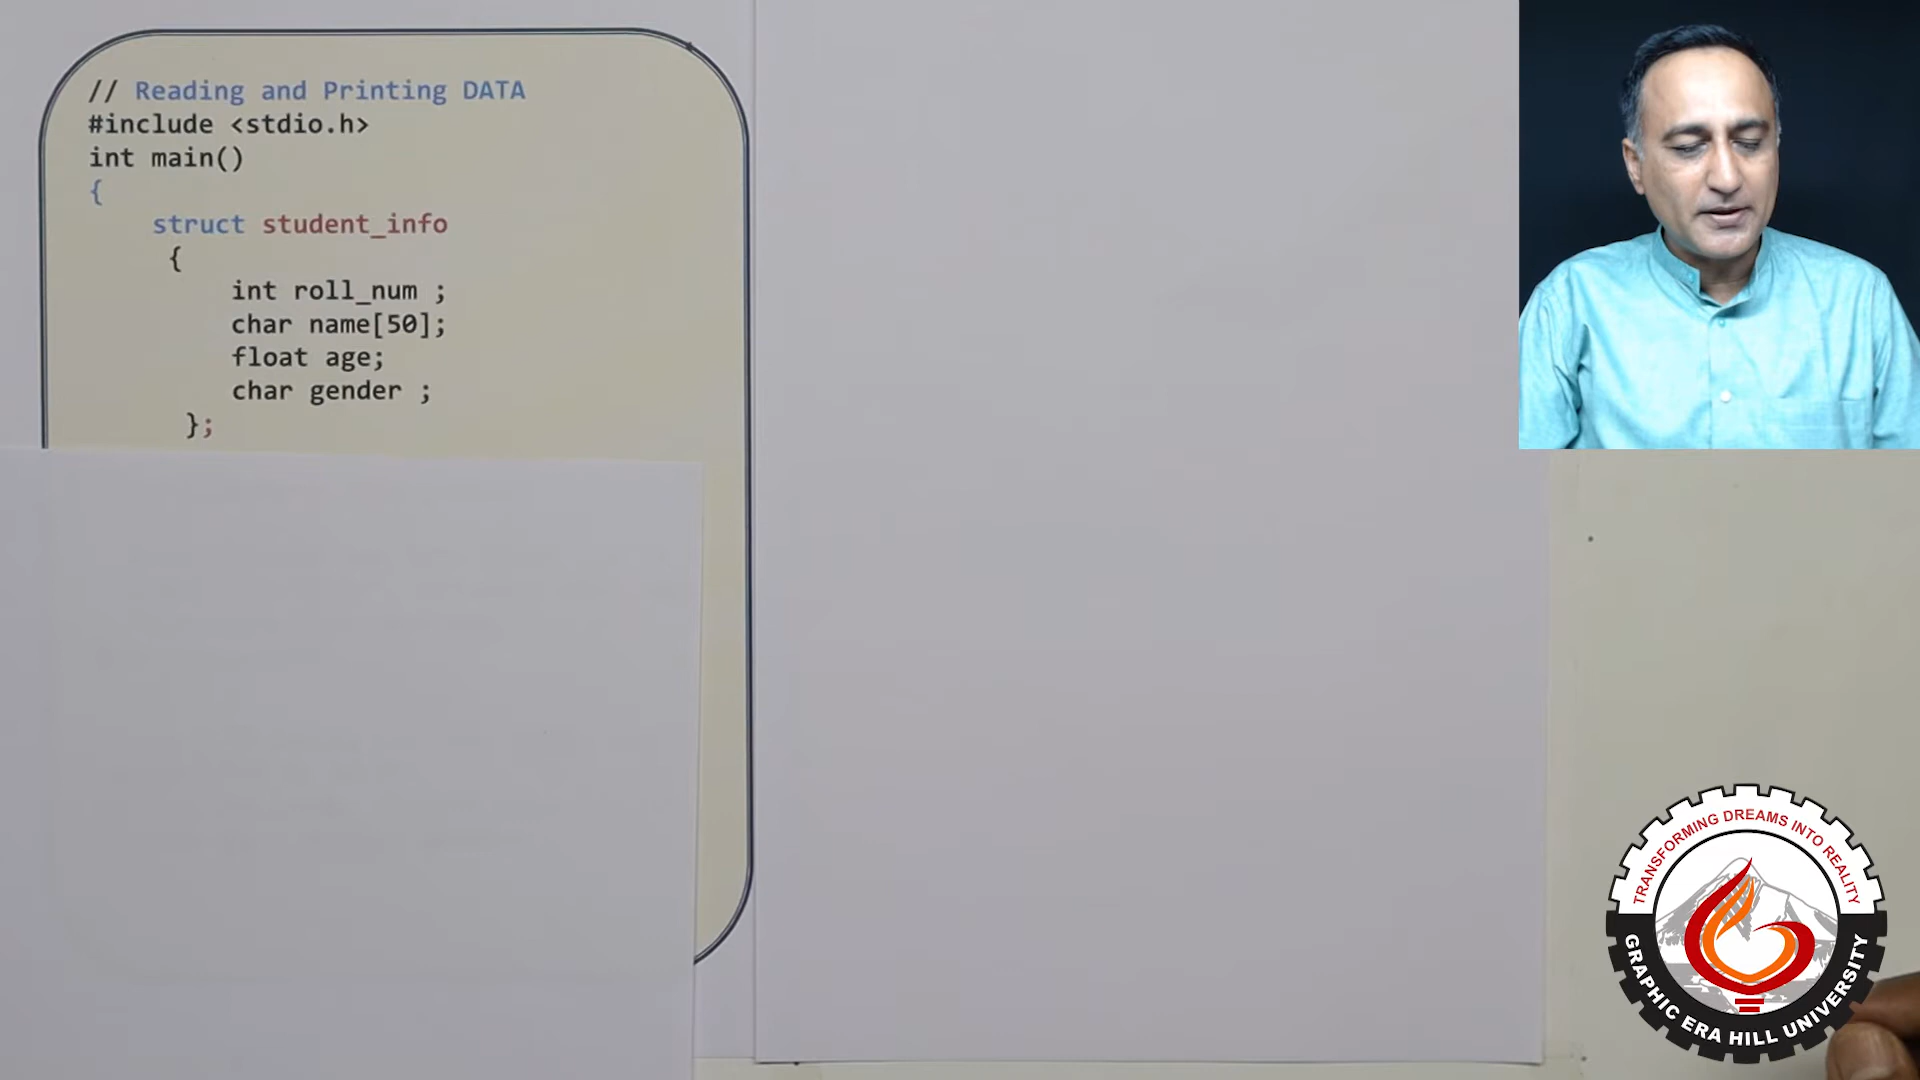 // Reading and Printing DATA
#include <stdio.h>
int main()
{
struct student_info
{
int roll_num ;
char name[50];
float age;
char gender ;
};
TRANSFORMING DREAMS INTO REALITY
GRAPHIC ERA HILL UNIVERSITY